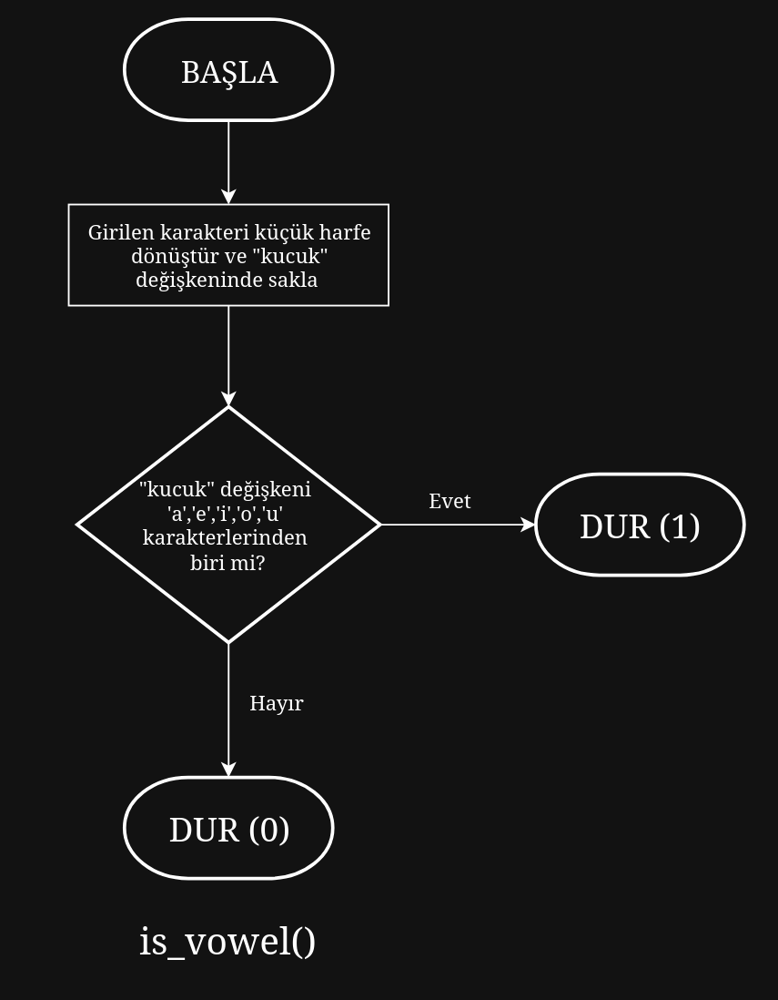 BAŞLA
Girilen karakteri küçük harfe
dönüştür ve "kucuk"
değişkeninde sakla
"kucuk" değişkeni
'a','e','i','o','u'
karakterlerinden
biri mi?
Evet
DUR (1)
Hayır
DUR (0)
is_vowel()